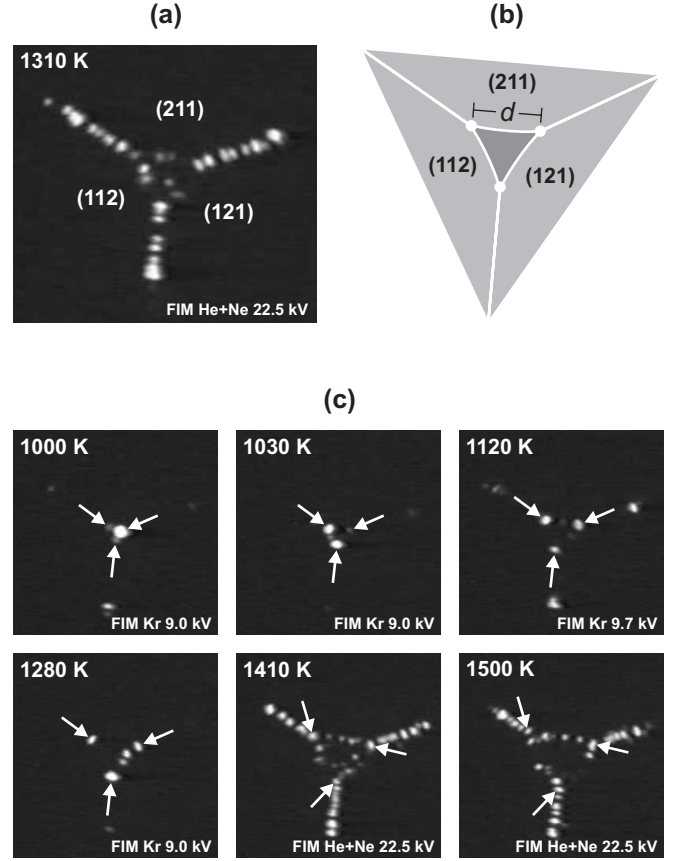 (a)
1310 K
(211)
(112)
(121)
FIM He+Ne 22.5 kV
(b)
(211)
d
(112)
(121)
(c)
1000 K
FIM Kr 9.0 kV
1030 K
FIM Kr 9.0 kV
1120 K
FIM Kr 9.7 kV
1280 K
FIM Kr 9.0 kV
1410 K
FIM He+Ne 22.5 kV
1500 K
FIM He+Ne 22.5 kV